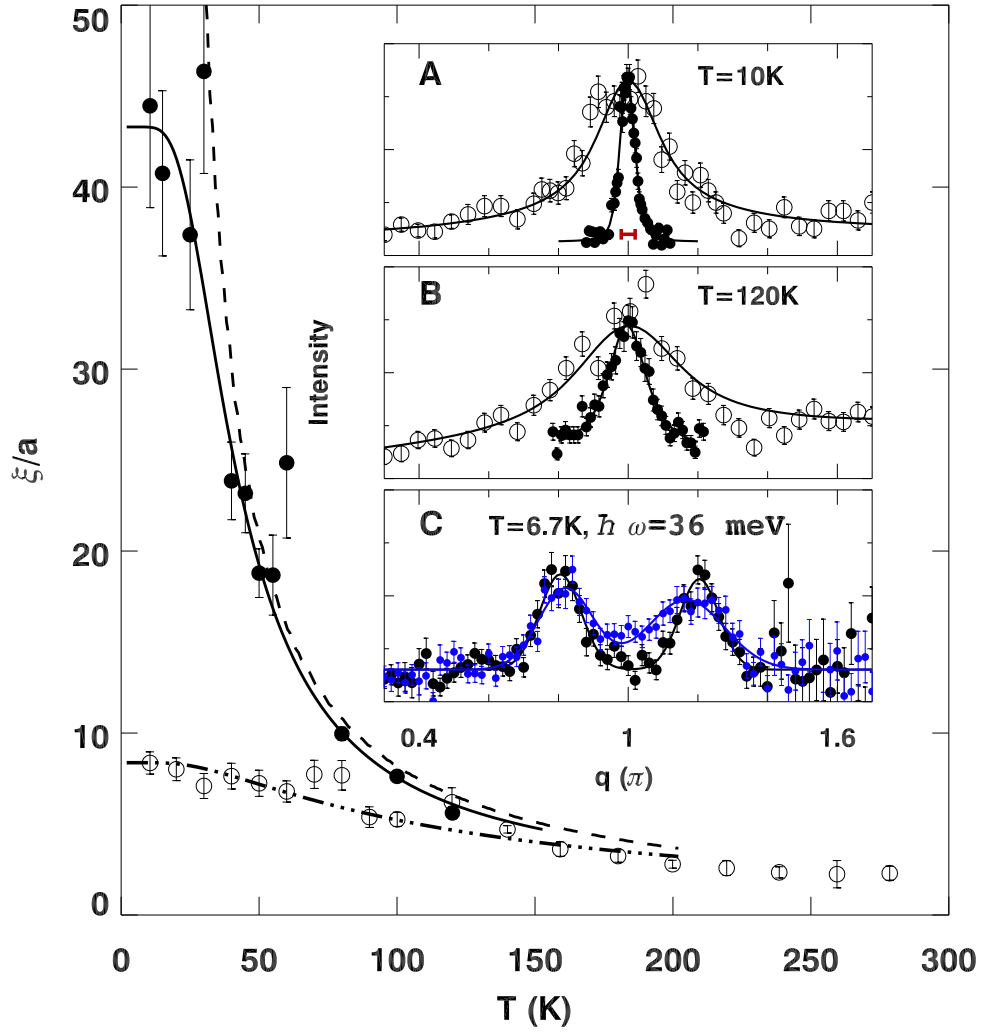 50
40
30
20
10
0
ξ/a
0 50 100 150 200 250 300
T (K)
Intensity
A T=10K
B T=120K
C T=6.7K, ħ ω=36 meV
0.4 1 1.6
q (π)